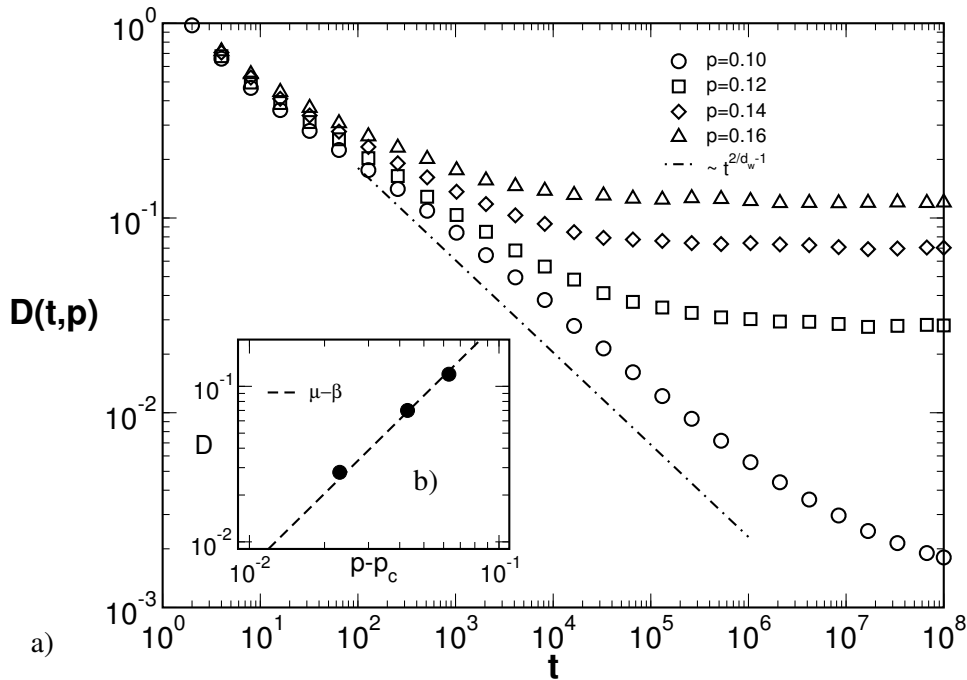 10^0
10^-1
10^-2
10^-3
D(t,p)
p=0.10
p=0.12
p=0.14
p=0.16
~ t^{2/d_w-1}
μ−β
10^-1
D
10^-2
b)
10^-2
p-p_c
10^-1
10^0
10^1
10^2
10^3
10^4
10^5
10^6
10^7
10^8
a)
t